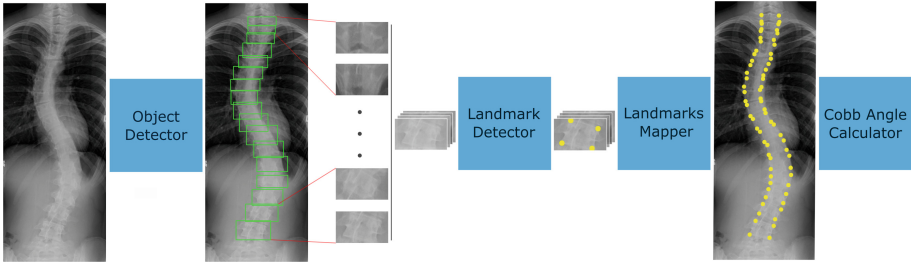 Object
Detector
Landmark
Detector
Landmarks
Mapper
Cobb Angle
Calculator